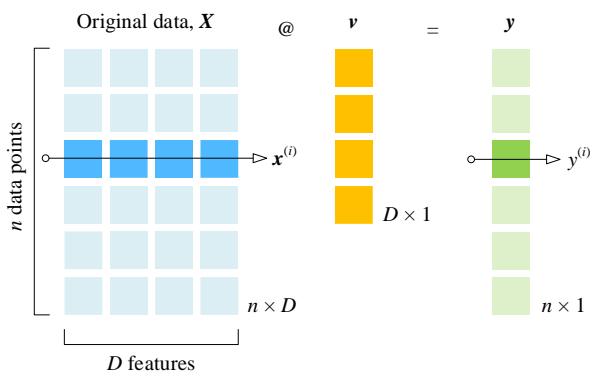 Original data, X @ v = y
n data points
x^(i)
y^(i)
D × 1
n × D
n × 1
D features